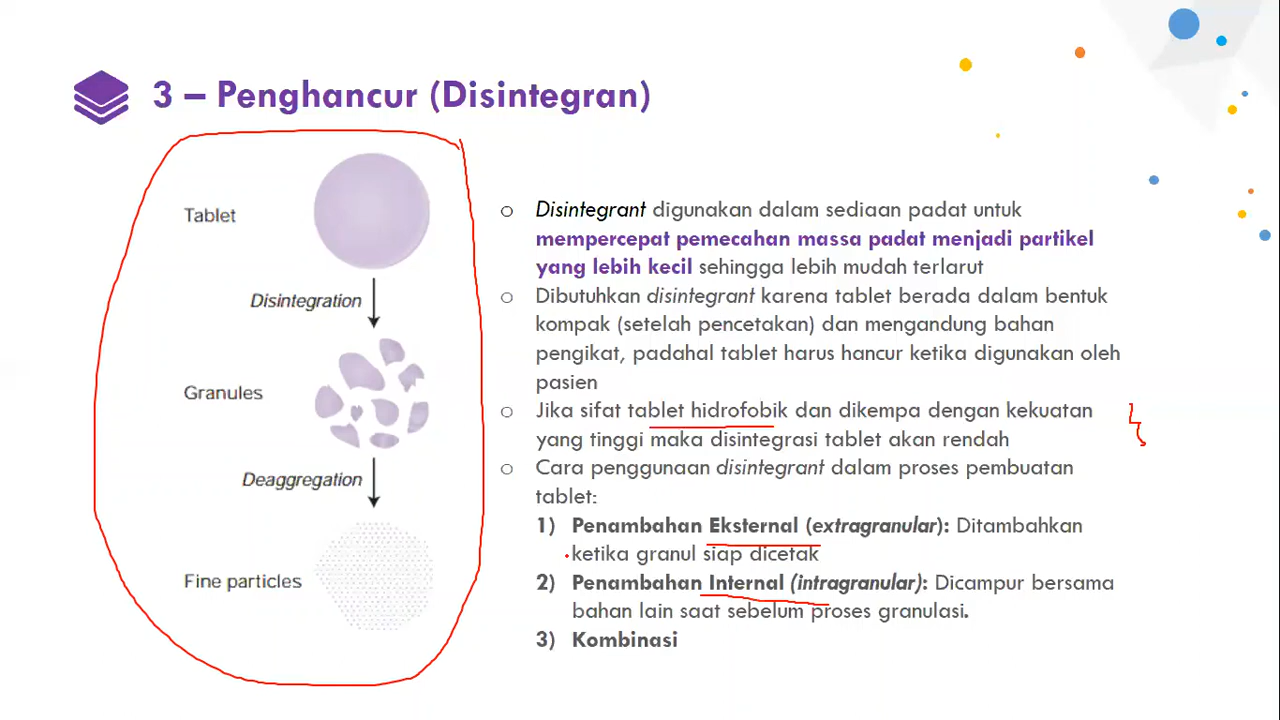 3 – Penghancur (Disintegran)
Tablet
Disintegration
Granules
Deaggregation
Fine particles
o Disintegrant digunakan dalam sediaan padat untuk
mempercepat pemecahan massa padat menjadi partikel
yang lebih kecil sehingga lebih mudah terlarut
o Dibutuhkan disintegrant karena tablet berada dalam bentuk
kompak (setelah pencetakan) dan mengandung bahan
pengikat, padahal tablet harus hancur ketika digunakan oleh
pasien
o Jika sifat tablet hidrofobik dan dikempa dengan kekuatan
yang tinggi maka disintegrasi tablet akan rendah
o Cara penggunaan disintegrant dalam proses pembuatan
tablet:
1) Penambahan Eksternal (extragranular): Ditambahkan
ketika granul siap dicetak
2) Penambahan Internal (intragranular): Dicampur bersama
bahan lain saat sebelum proses granulasi.
3) Kombinasi